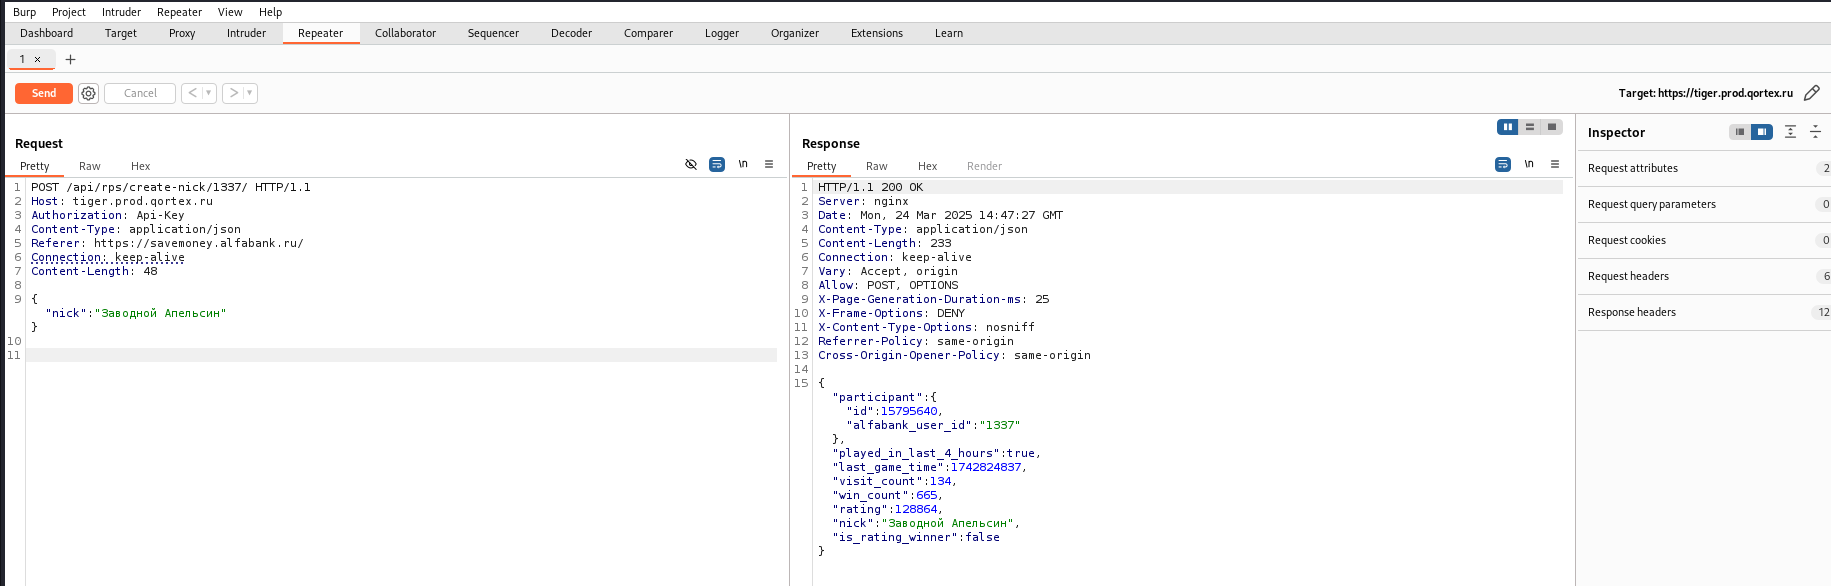 Burp Project Intruder Repeater View Help
Dashboard Target Proxy Intruder Repeater Collaborator Sequencer Decoder Comparer Logger Organizer Extensions Learn
1 × +
Send Cancel < >
Target: https://tiger.prod.qortex.ru
Request
Pretty Raw Hex
\n
1 POST /api/rps/create-nick/1337/ HTTP/1.1
2 Host: tiger.prod.qortex.ru
3 Authorization: Api-Key
4 Content-Type: application/json
5 Referer: https://savemoney.alfabank.ru/
6 Connection: keep-alive
7 Content-Length: 48
8
9 {
"nick":"Заводной Апельсин"
}
10
11
Response
Pretty Raw Hex Render
\n
1 HTTP/1.1 200 OK
2 Server: nginx
3 Date: Mon, 24 Mar 2025 14:47:27 GMT
4 Content-Type: application/json
5 Content-Length: 233
6 Connection: keep-alive
7 Vary: Accept, origin
8 Allow: POST, OPTIONS
9 X-Page-Generation-Duration-ms: 25
10 X-Frame-Options: DENY
11 X-Content-Type-Options: nosniff
12 Referrer-Policy: same-origin
13 Cross-Origin-Opener-Policy: same-origin
14
15 {
"participant":{
"id":15795640,
"alfabank_user_id":"1337"
},
"played_in_last_4_hours":true,
"last_game_time":1742824837,
"visit_count":134,
"win_count":665,
"rating":128864,
"nick":"Заводной Апельсин",
"is_rating_winner":false
}
Inspector
Request attributes 2
Request query parameters 0
Request cookies 0
Request headers 6
Response headers 12